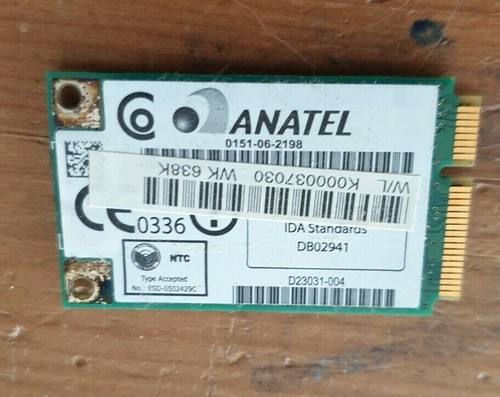 ANATEL
0151-06-2198
W/L K000037030 WK 638K
CE 0336
IDA Standards
DB02941
NTC
Type Accepted
No.: ESD-0502429C
D23031-004